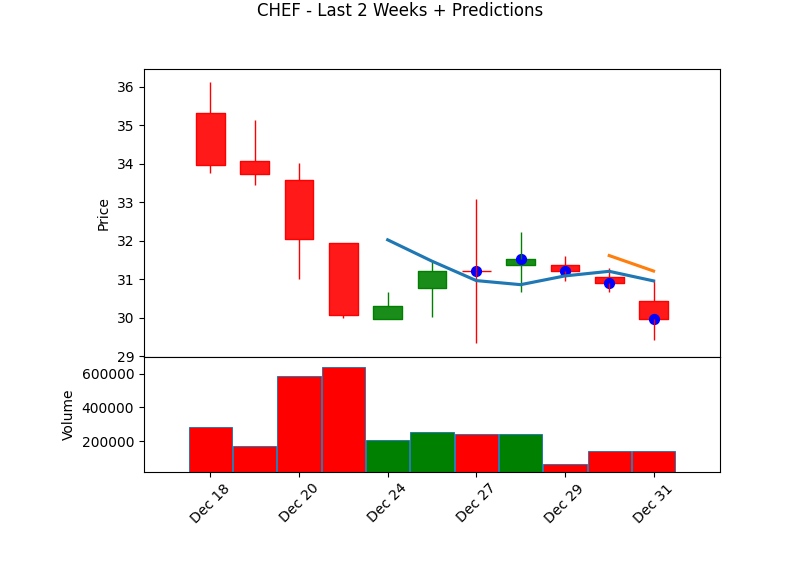 CHEF - Last 2 Weeks + Predictions
36
35
34
33
32
31
30
29
Price
600000
400000
200000
Volume
Dec 18
Dec 20
Dec 24
Dec 27
Dec 29
Dec 31